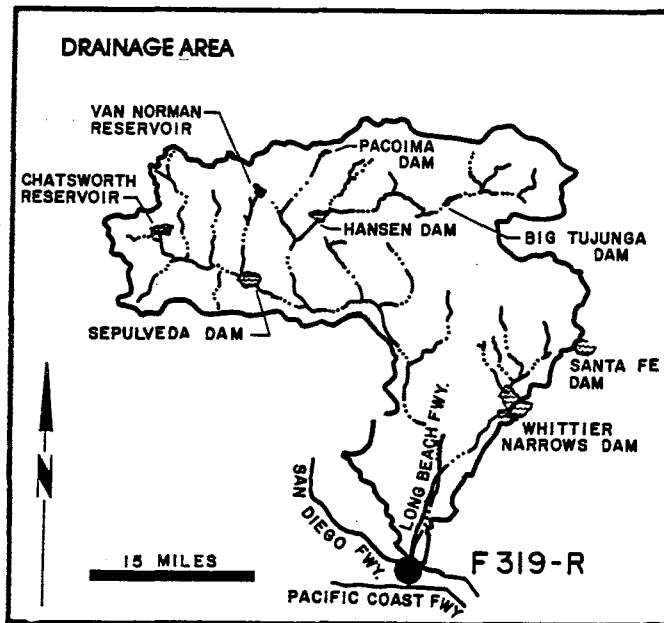 DRAINAGE AREA
VAN NORMAN
RESERVOIR
PACOIMA
DAM
CHATSWORTH
RESERVOIR
HANSEN DAM
BIG TUJUNGA
DAM
SEPULVEDA DAM
SANTA FE
DAM
WHITTIER
NARROWS DAM
LONG BEACH FWY.
SAN DIEGO FWY.
N
15 MILES
F319-R
PACIFIC COAST FWY